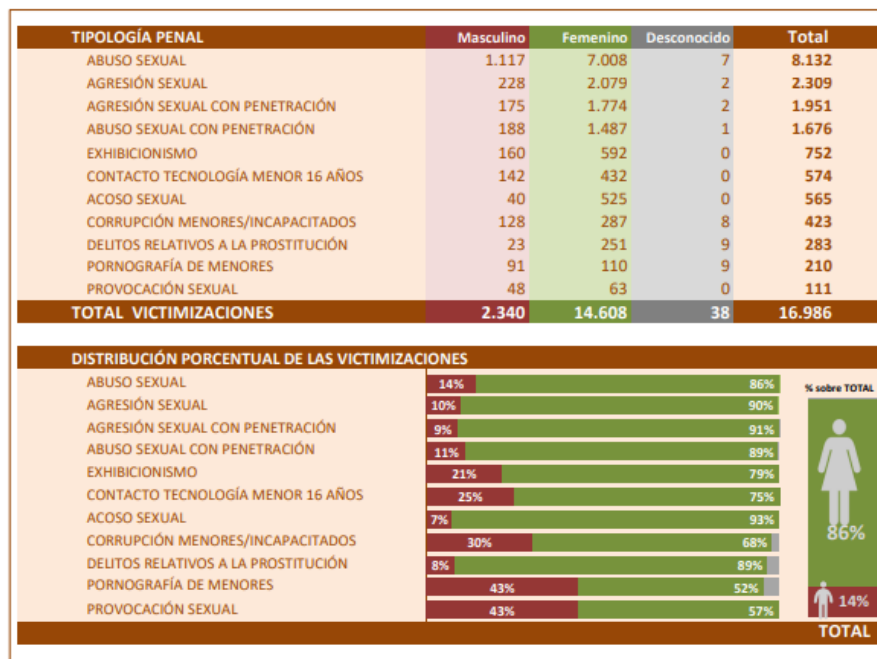 TIPOLOGÍA PENAL Masculino Femenino Desconocido Total
ABUSO SEXUAL 1.117 7.008 7 8.132
AGRESIÓN SEXUAL 228 2.079 2 2.309
AGRESIÓN SEXUAL CON PENETRACIÓN 175 1.774 2 1.951
ABUSO SEXUAL CON PENETRACIÓN 188 1.487 1 1.676
EXHIBICIONISMO 160 592 0 752
CONTACTO TECNOLOGÍA MENOR 16 AÑOS 142 432 0 574
ACOSO SEXUAL 40 525 0 565
CORRUPCIÓN MENORES/INCAPACITADOS 128 287 8 423
DELITOS RELATIVOS A LA PROSTITUCIÓN 23 251 9 283
PORNOGRAFÍA DE MENORES 91 110 9 210
PROVOCACIÓN SEXUAL 48 63 0 111
TOTAL VICTIMIZACIONES 2.340 14.608 38 16.986
DISTRIBUCIÓN PORCENTUAL DE LAS VICTIMIZACIONES
ABUSO SEXUAL 14% 86%
% sobre TOTAL
AGRESIÓN SEXUAL 10% 90%
AGRESIÓN SEXUAL CON PENETRACIÓN 9% 91%
ABUSO SEXUAL CON PENETRACIÓN 11% 89%
EXHIBICIONISMO 21% 79%
CONTACTO TECNOLOGÍA MENOR 16 AÑOS 25% 75%
ACOSO SEXUAL 7% 93%
CORRUPCIÓN MENORES/INCAPACITADOS 30% 68%
86%
DELITOS RELATIVOS A LA PROSTITUCIÓN 8% 89%
PORNOGRAFÍA DE MENORES 43% 52%
14%
PROVOCACIÓN SEXUAL 43% 57%
TOTAL